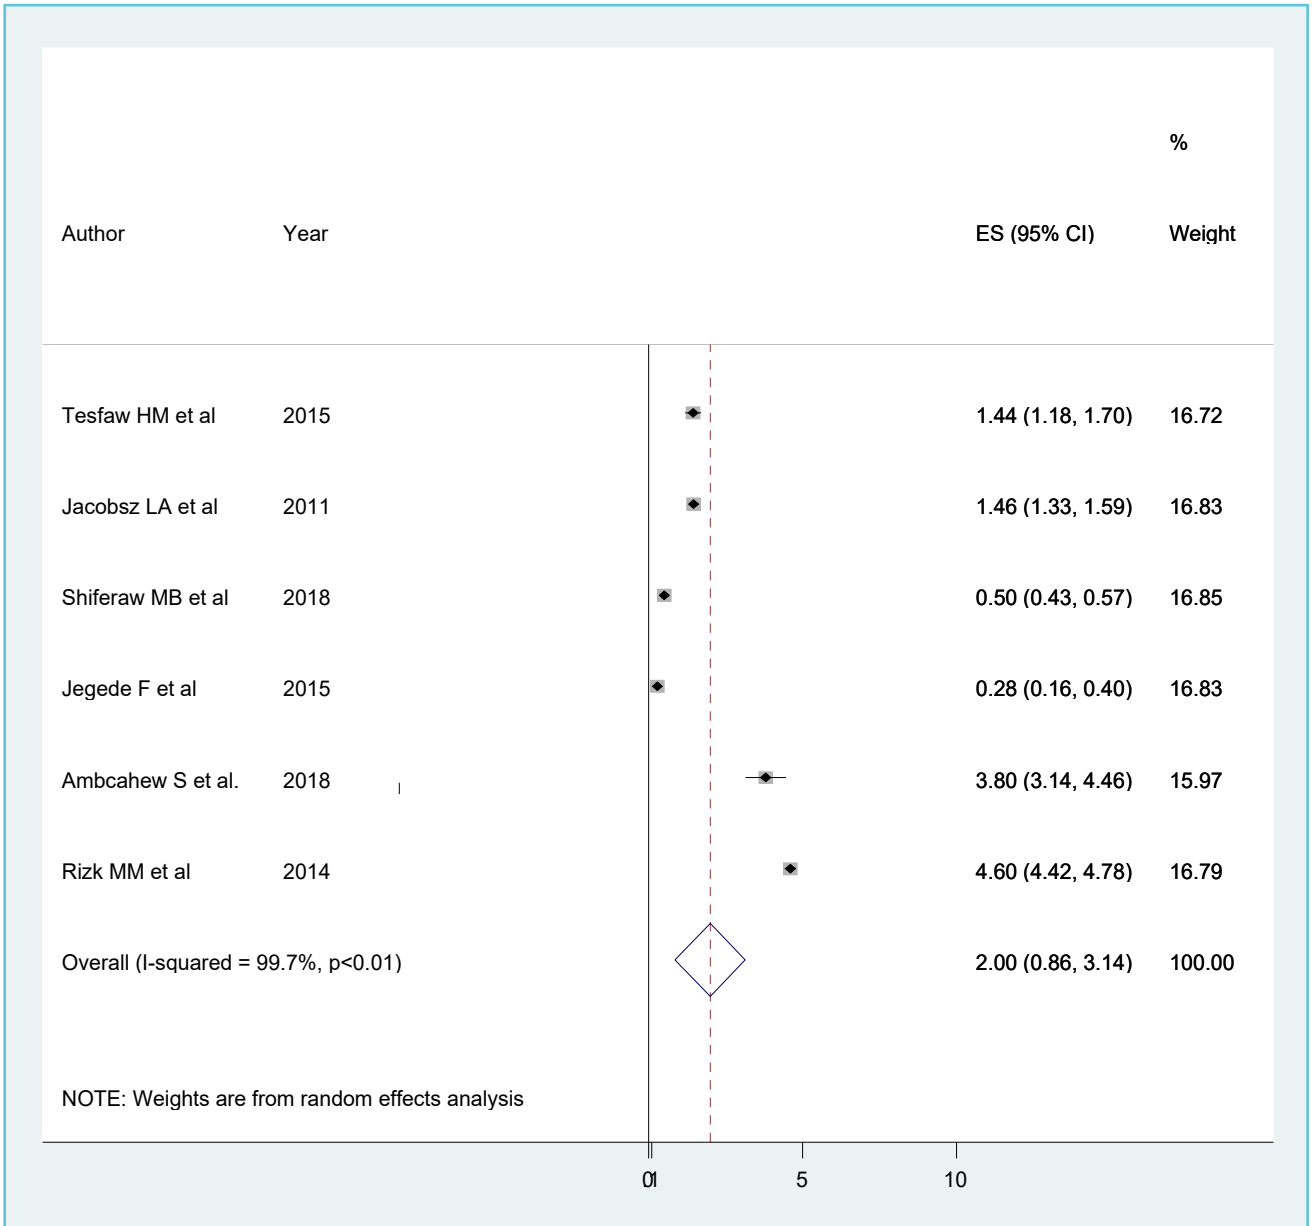 %
Author Year ES (95% CI) Weight
Tesfaw HM et al 2015 1.44 (1.18, 1.70) 16.72
Jacobsz LA et al 2011 1.46 (1.33, 1.59) 16.83
Shiferaw MB et al 2018 0.50 (0.43, 0.57) 16.85
Jegede F et al 2015 0.28 (0.16, 0.40) 16.83
Ambcahew S et al. 2018 3.80 (3.14, 4.46) 15.97
Rizk MM et al 2014 4.60 (4.42, 4.78) 16.79
Overall (I-squared = 99.7%, p<0.01) 2.00 (0.86, 3.14) 100.00
NOTE: Weights are from random effects analysis
0 5 10